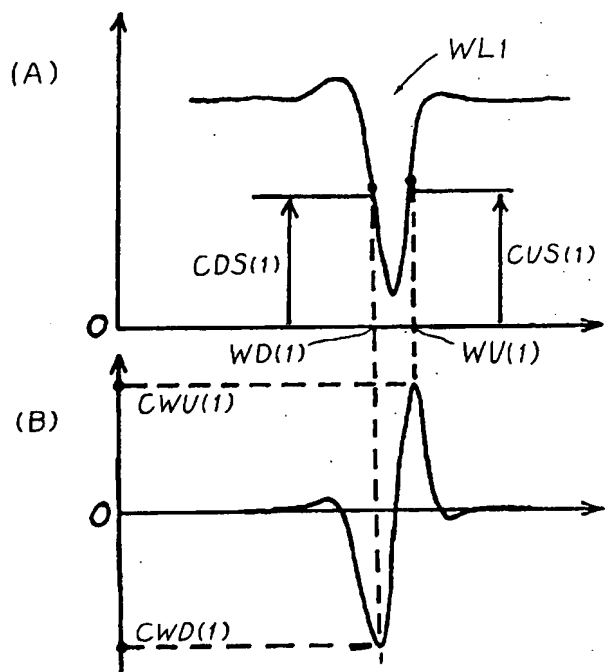 (A)
WL1
CDS(1)
CUS(1)
O
WD(1)
WU(1)
CWU(1)
(B)
O
CWD(1)